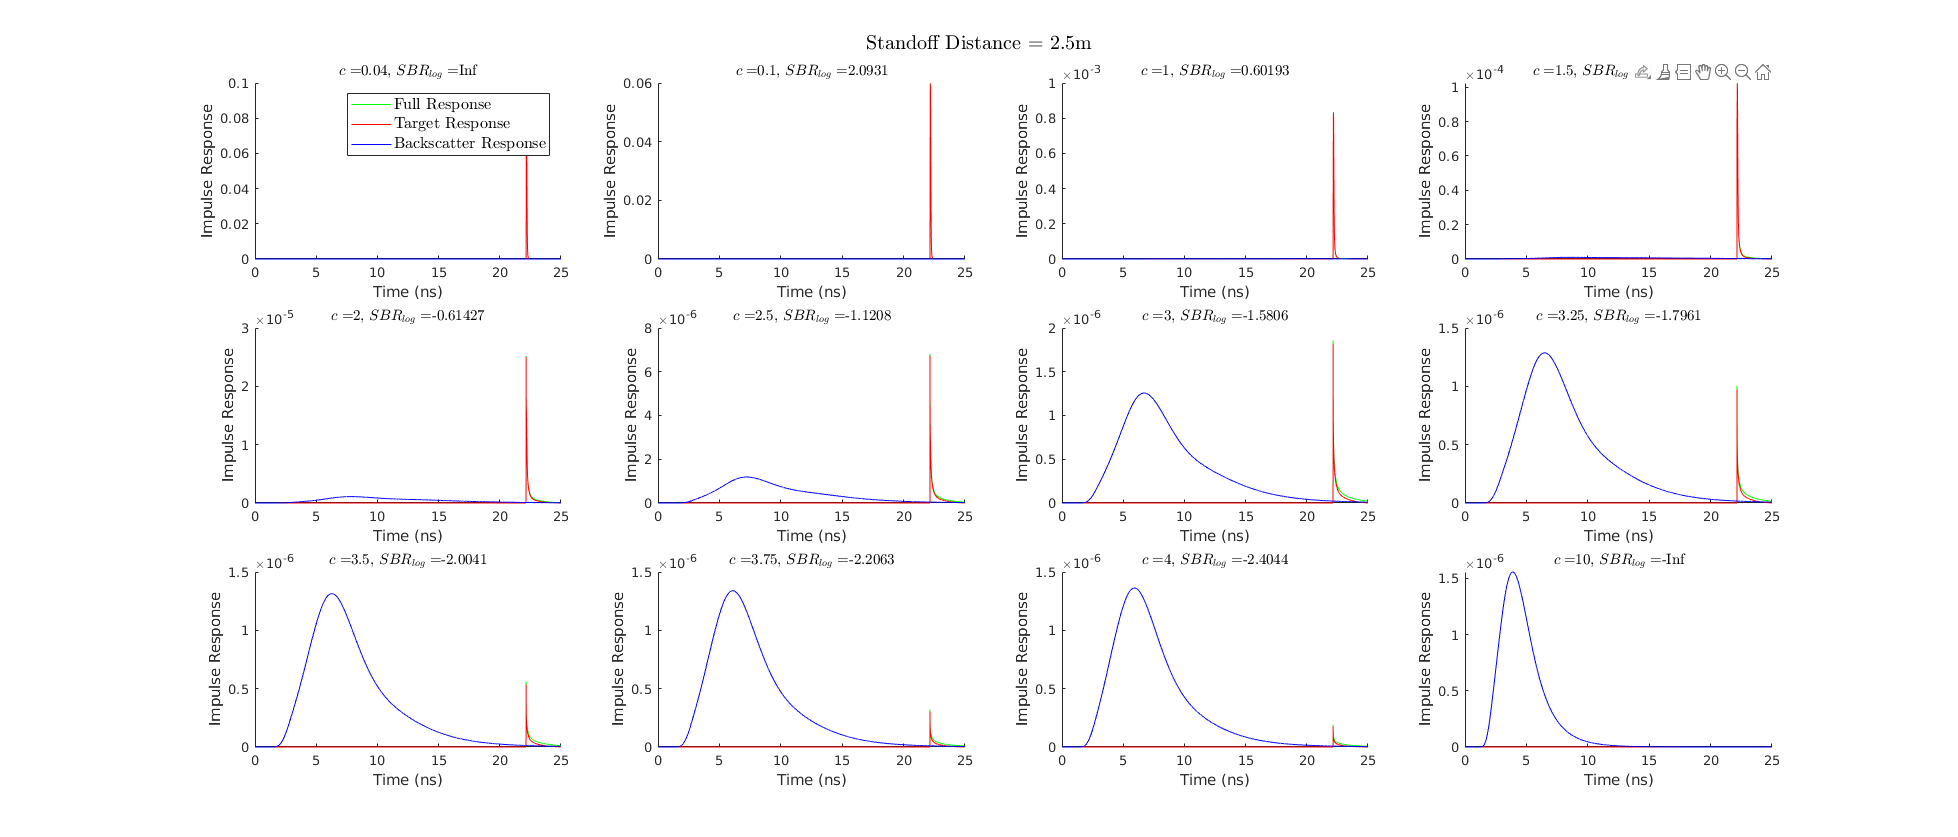 Standoff Distance = 2.5m
c =0.04, SBR_log =Inf
0.1
0.08
0.06
0.04
0.02
0
Impulse Response
Full Response
Target Response
Backscatter Response
0 5 10 15 20 25
Time (ns)
c =0.1, SBR_log =2.0931
0.06
0.04
0.02
0
Impulse Response
0 5 10 15 20 25
Time (ns)
c =1, SBR_log =0.60193
×10^-3
1
0.8
0.6
0.4
0.2
0
Impulse Response
0 5 10 15 20 25
Time (ns)
c =1.5, SBR_log
×10^-4
1
0.8
0.6
0.4
0.2
0
Impulse Response
0 5 10 15 20 25
Time (ns)
c =2, SBR_log =-0.61427
×10^-5
3
2
1
0
Impulse Response
0 5 10 15 20 25
Time (ns)
c =2.5, SBR_log =-1.1208
×10^-6
8
6
4
2
0
Impulse Response
0 5 10 15 20 25
Time (ns)
c =3, SBR_log =-1.5806
×10^-6
2
1.5
1
0.5
0
Impulse Response
0 5 10 15 20 25
Time (ns)
c =3.25, SBR_log =-1.7961
×10^-6
1.5
1
0.5
0
Impulse Response
0 5 10 15 20 25
Time (ns)
c =3.5, SBR_log =-2.0041
×10^-6
1.5
1
0.5
0
Impulse Response
0 5 10 15 20 25
Time (ns)
c =3.75, SBR_log =-2.2063
×10^-6
1.5
1
0.5
0
Impulse Response
0 5 10 15 20 25
Time (ns)
c =4, SBR_log =-2.4044
×10^-6
1.5
1
0.5
0
Impulse Response
0 5 10 15 20 25
Time (ns)
c =10, SBR_log =-Inf
×10^-6
1.5
1
0.5
0
Impulse Response
0 5 10 15 20 25
Time (ns)